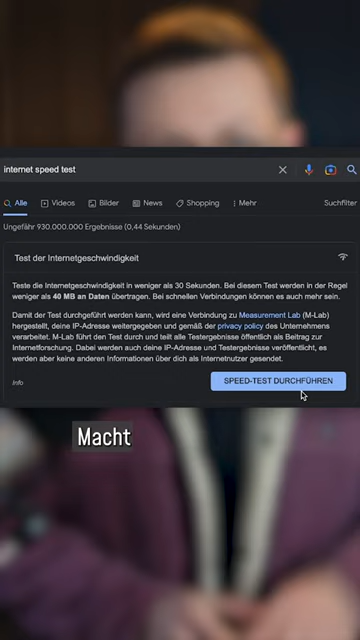 internet speed test
Alle Videos Bilder News Shopping Mehr Suchfilter
Ungefähr 930.000.000 Ergebnisse (0,44 Sekunden)
Test der Internetgeschwindigkeit
Teste die Internetgeschwindigkeit in weniger als 30 Sekunden. Bei diesem Test werden in der Regel
weniger als 40 MB an Daten übertragen. Bei schnellen Verbindungen können es auch mehr sein.
Damit der Test durchgeführt werden kann, wird eine Verbindung zu Measurement Lab (M-Lab)
hergestellt, deine IP-Adresse weitergegeben und gemäß der privacy policy des Unternehmens
verarbeitet. M-Lab führt den Test durch und teilt alle Testergebnisse öffentlich als Beitrag zur
Internetforschung. Dabei werden auch deine IP-Adresse und Testergebnisse veröffentlicht, es
werden aber keine anderen Informationen über dich als Internetnutzer gesendet.
Info
SPEED-TEST DURCHFÜHREN
Macht